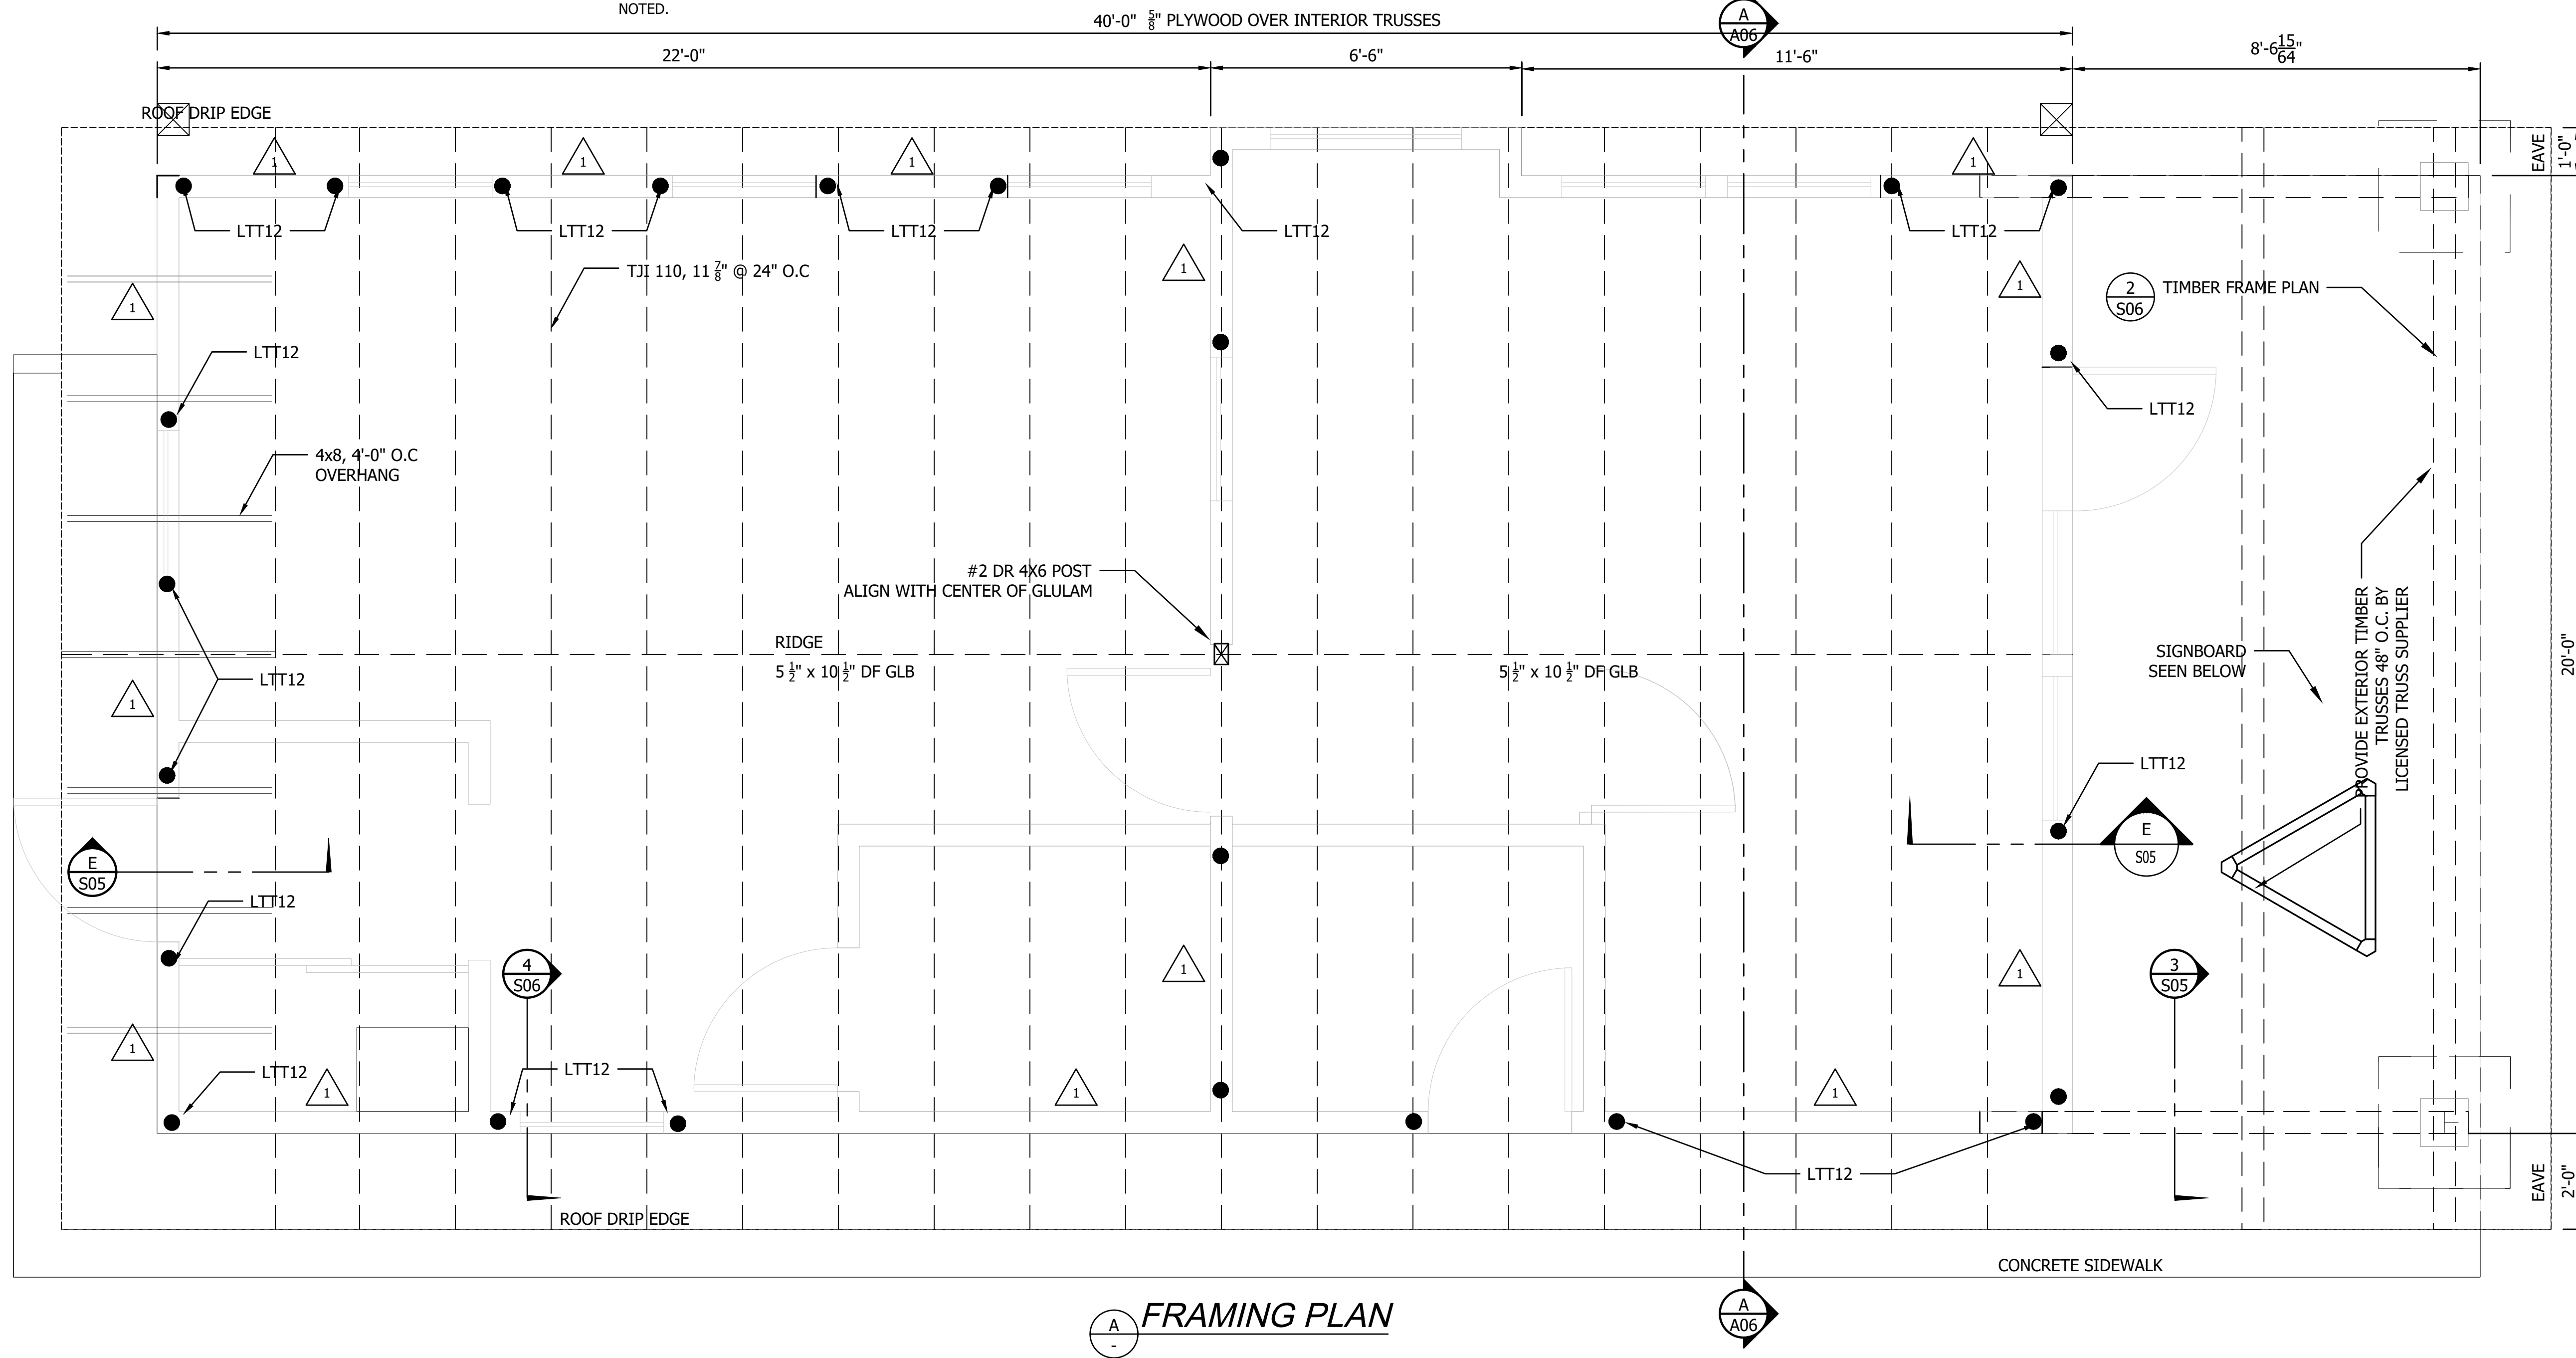 NOTED.
40'-0" 5/8" PLYWOOD OVER INTERIOR TRUSSES
A
A06
22'-0"
6'-6"
11'-6"
8'-6 15/64"
ROOF DRIP EDGE
EAVE
1'-0"
1
1
1
1
LTT12
LTT12
LTT12
LTT12
LTT12
TJI 110, 11 7/8" @ 24" O.C
1
1
1
2
S06
TIMBER FRAME PLAN
LTT12
LTT12
4x8, 4'-0" O.C
OVERHANG
#2 DR 4X6 POST
ALIGN WITH CENTER OF GLULAM
PROVIDE EXTERIOR TIMBER
TRUSSES 48" O.C. BY
LICENSED TRUSS SUPPLIER
RIDGE
5 1/2" x 10 1/2" DF GLB
5 1/2" x 10 1/2" DF GLB
SIGNBOARD
SEEN BELOW
20'-0"
LTT12
1
LTT12
E
S05
E
S05
LTT12
4
S06
1
1
3
S05
1
LTT12
1
LTT12
1
1
LTT12
EAVE
2'-0"
ROOF DRIP EDGE
CONCRETE SIDEWALK
A
-
FRAMING PLAN
A
A06